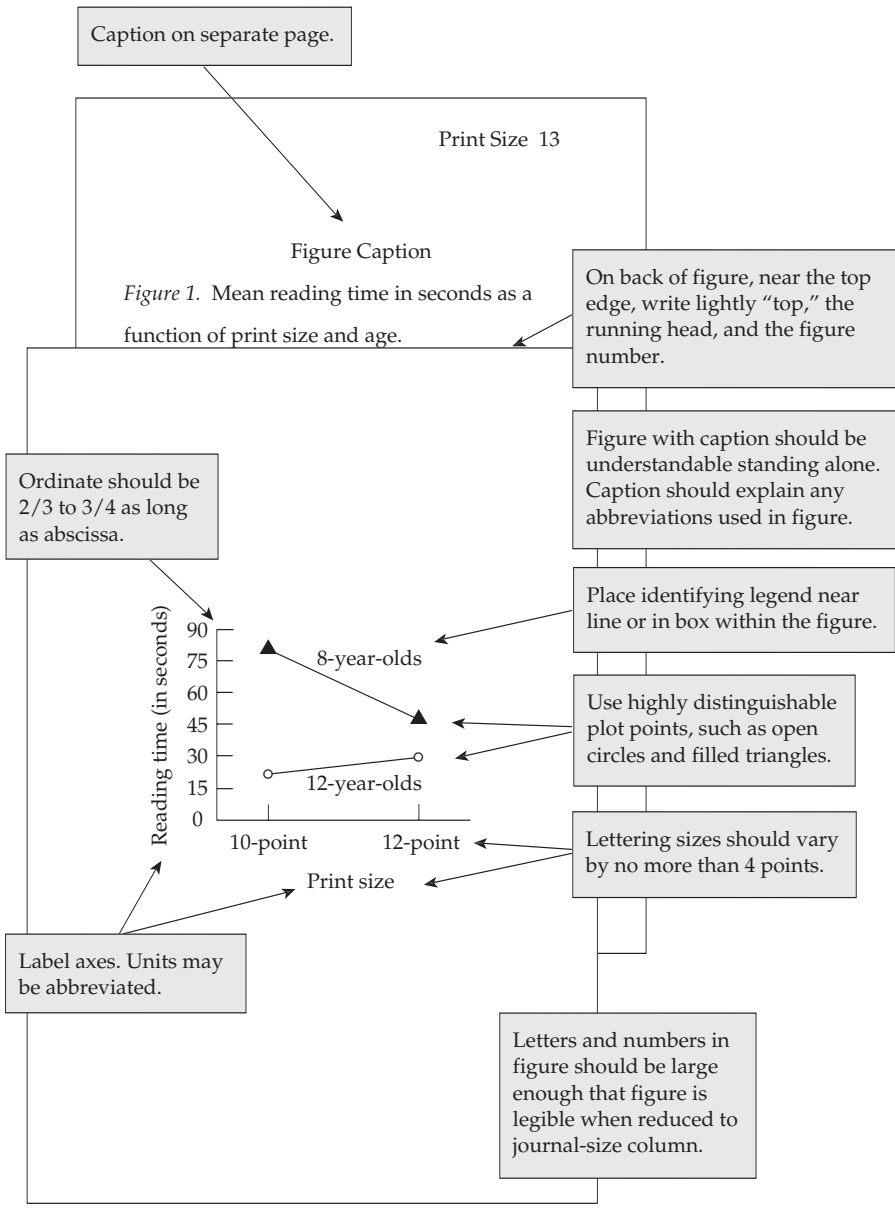 Caption on separate page.
Print Size 13
Figure Caption
Figure 1. Mean reading time in seconds as a
function of print size and age.
On back of figure, near the top
edge, write lightly “top,” the
running head, and the figure
number.
Figure with caption should be
understandable standing alone.
Caption should explain any
abbreviations used in figure.
Ordinate should be
2/3 to 3/4 as long
as abscissa.
Place identifying legend near
line or in box within the figure.
Reading time (in seconds)
90
75
60
45
30
15
0
8-year-olds
12-year-olds
10-point
12-point
Print size
Use highly distinguishable
plot points, such as open
circles and filled triangles.
Lettering sizes should vary
by no more than 4 points.
Label axes. Units may
be abbreviated.
Letters and numbers in
figure should be large
enough that figure is
legible when reduced to
journal-size column.